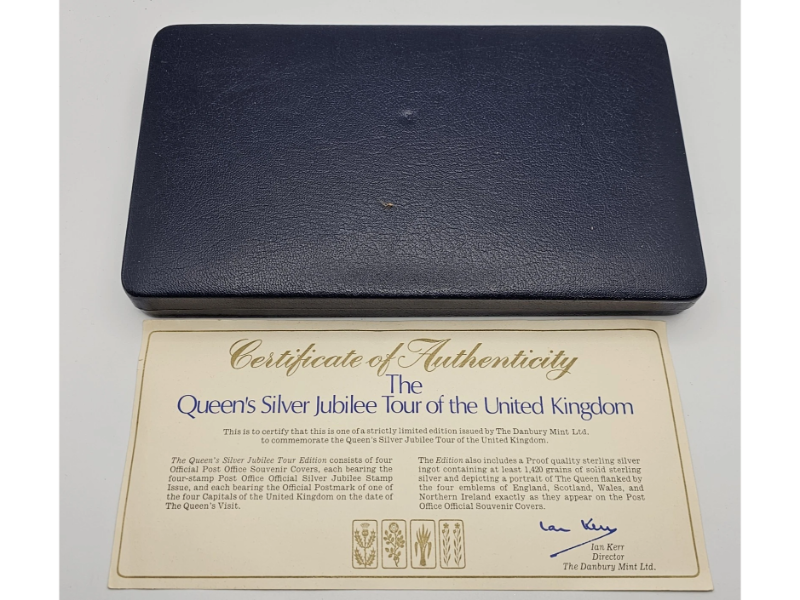 Certificate of Authenticity
The
Queen's Silver Jubilee Tour of the United Kingdom
This is to certify that this is one of a strictly limited edition issued by The Danbury Mint Ltd.
to commemorate the Queen's Silver Jubilee Tour of the United Kingdom.
The Queen's Silver Jubilee Tour Edition consists of four
Official Post Office Souvenir Covers, each bearing the
four-stamp Post Office Official Silver Jubilee Stamp
Issue, and each bearing the Official Postmark of one of
the four Capitals of the United Kingdom on the date of
The Queen's Visit.
The Edition also includes a Proof quality sterling silver
ingot containing at least 1,420 grains of solid sterling
silver and depicting a portrait of The Queen flanked by
the four emblems of England, Scotland, Wales, and
Northern Ireland exactly as they appear on the Post
Office Official Souvenir Covers.
Ian Kerr
Ian Kerr
Director
The Danbury Mint Ltd.